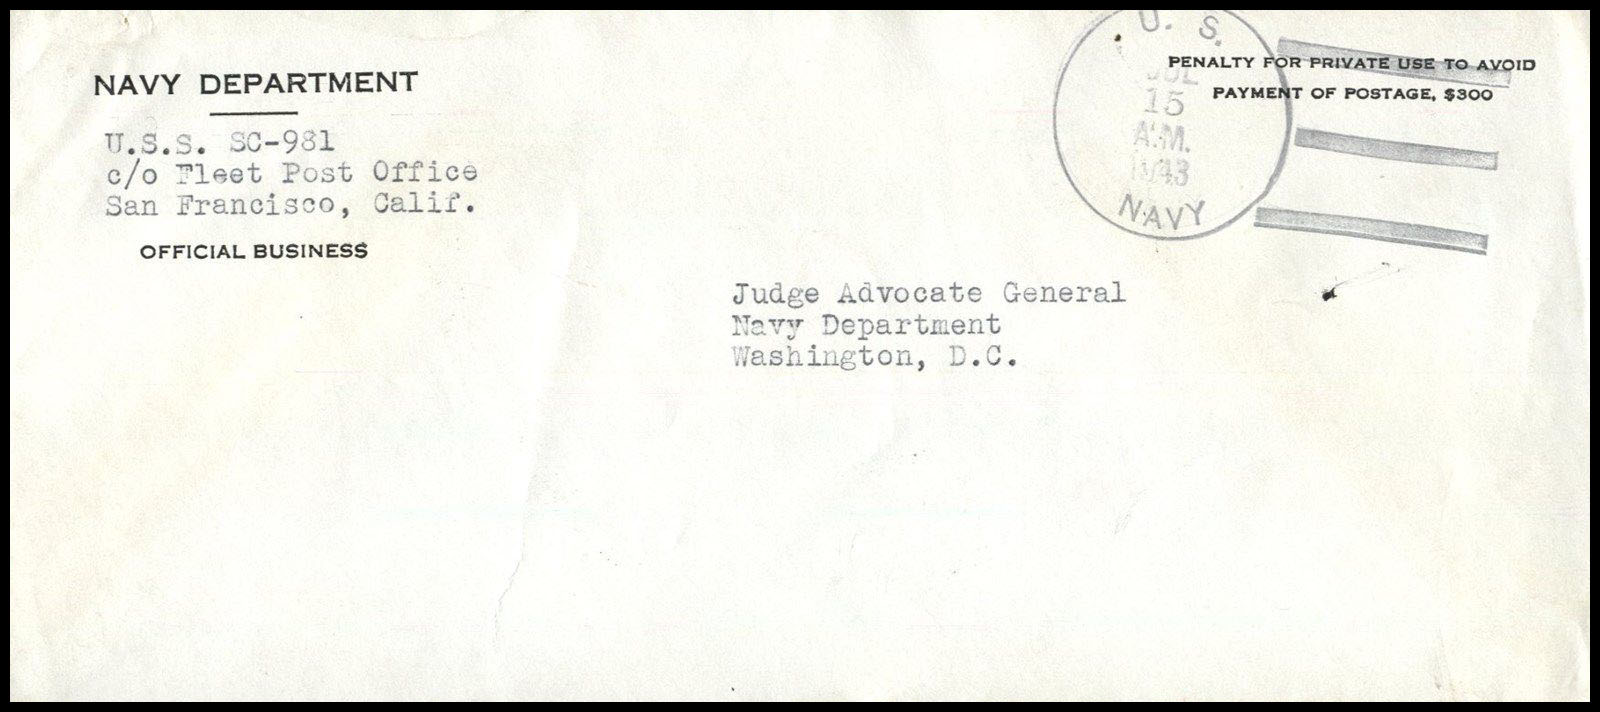 NAVY DEPARTMENT
U.S.S. SC-981
c/o Fleet Post Office
San Francisco, Calif.
OFFICIAL BUSINESS
U. S.
JUL
15
A.M.
1943
NAVY
PENALTY FOR PRIVATE USE TO AVOID
PAYMENT OF POSTAGE, $300
Judge Advocate General
Navy Department
Washington, D.C.